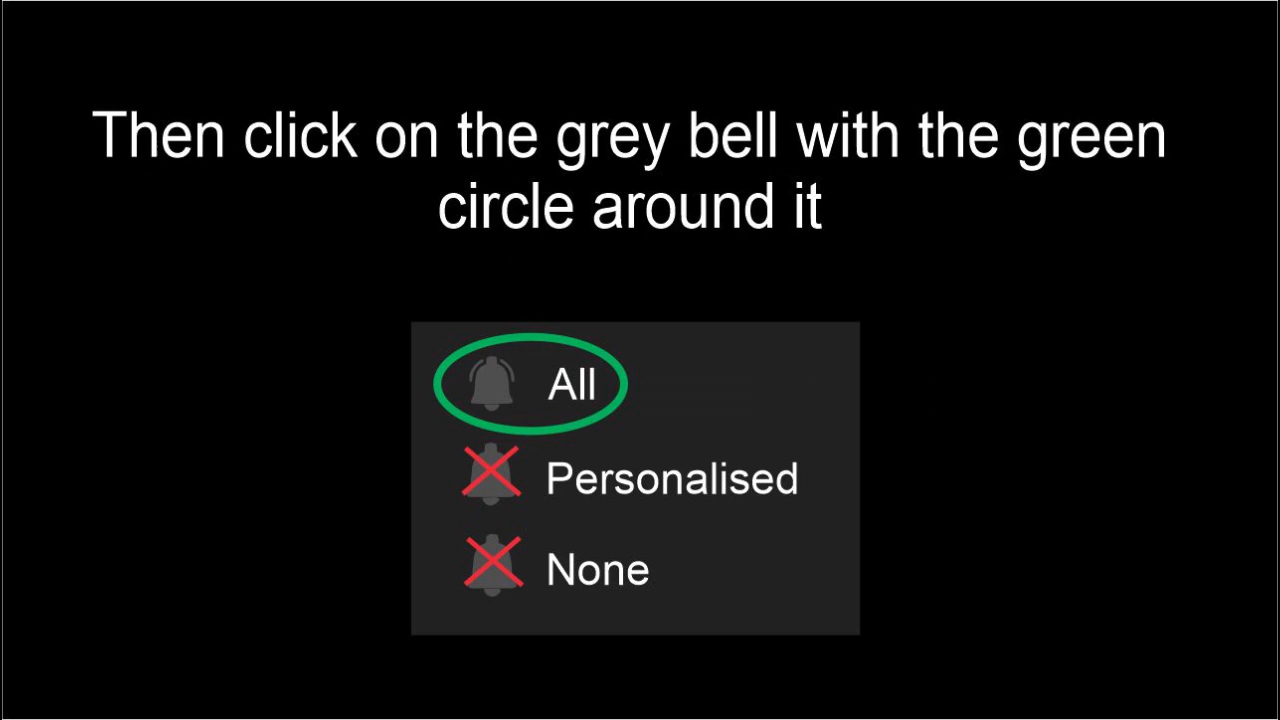 Then click on the grey bell with the green
circle around it
All
Personalised
None